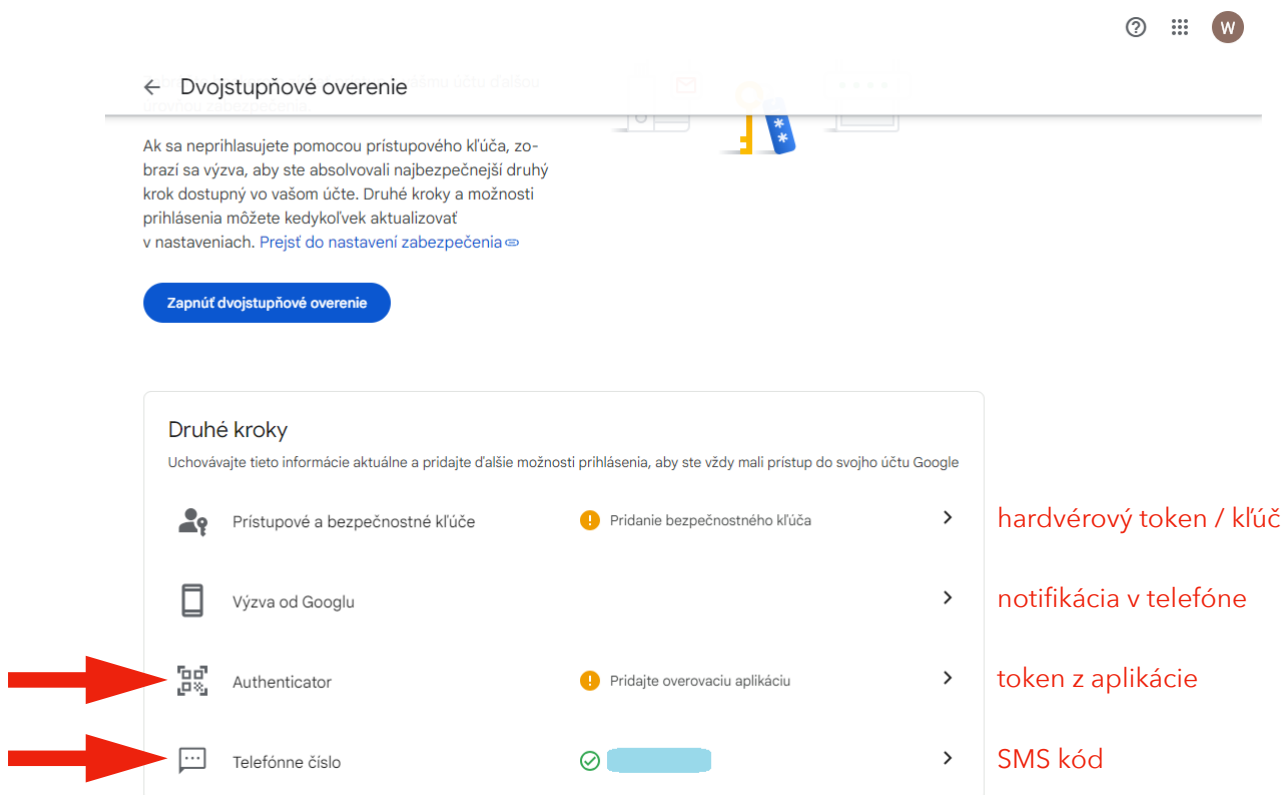 W
Dvojstupňové overenie
Ak sa neprihlasujete pomocou prístupového kľúča, zo-
brazí sa výzva, aby ste absolvovali najbezpečnejší druhý
krok dostupný vo vašom účte. Druhé kroky a možnosti
prihlásenia môžete kedykoľvek aktualizovať
v nastaveniach. Prejsť do nastavení zabezpečenia
Zapnúť dvojstupňové overenie
Druhé kroky
Uchovávajte tieto informácie aktuálne a pridajte ďalšie možnosti prihlásenia, aby ste vždy mali prístup do svojho účtu Google
Prístupové a bezpečnostné kľúče Pridanie bezpečnostného kľúča hardvérový token / kľúč
Výzva od Googlu notifikácia v telefóne
Authenticator Pridajte overovaciu aplikáciu token z aplikácie
Telefónne číslo SMS kód